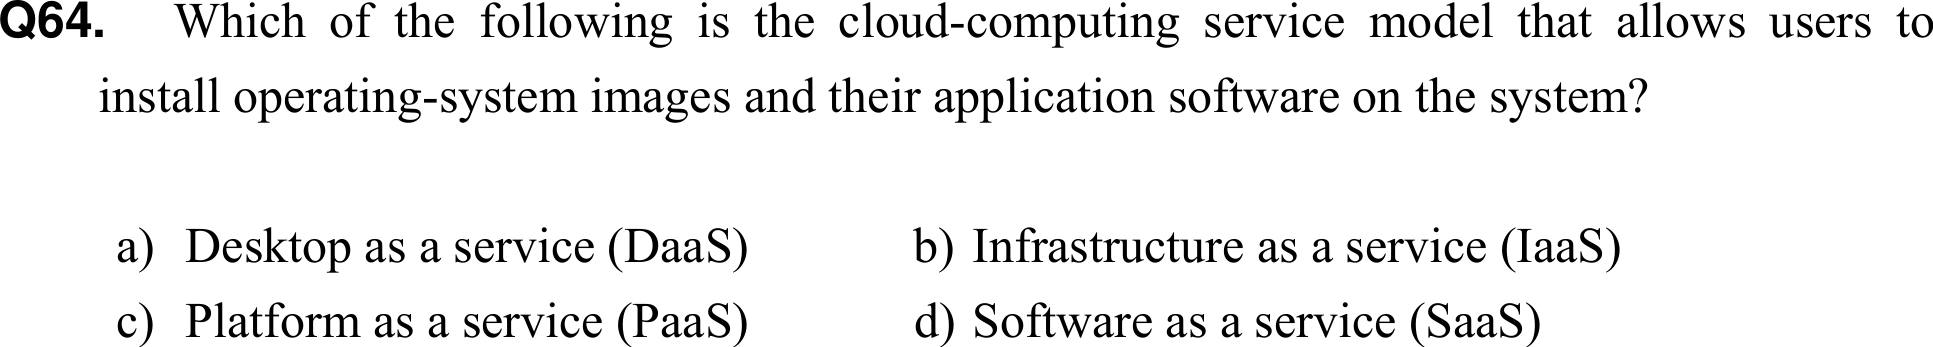 Q64. Which of the following is the cloud-computing service model that allows users to
install operating-system images and their application software on the system?
a) Desktop as a service (DaaS) b) Infrastructure as a service (IaaS)
c) Platform as a service (PaaS) d) Software as a service (SaaS)